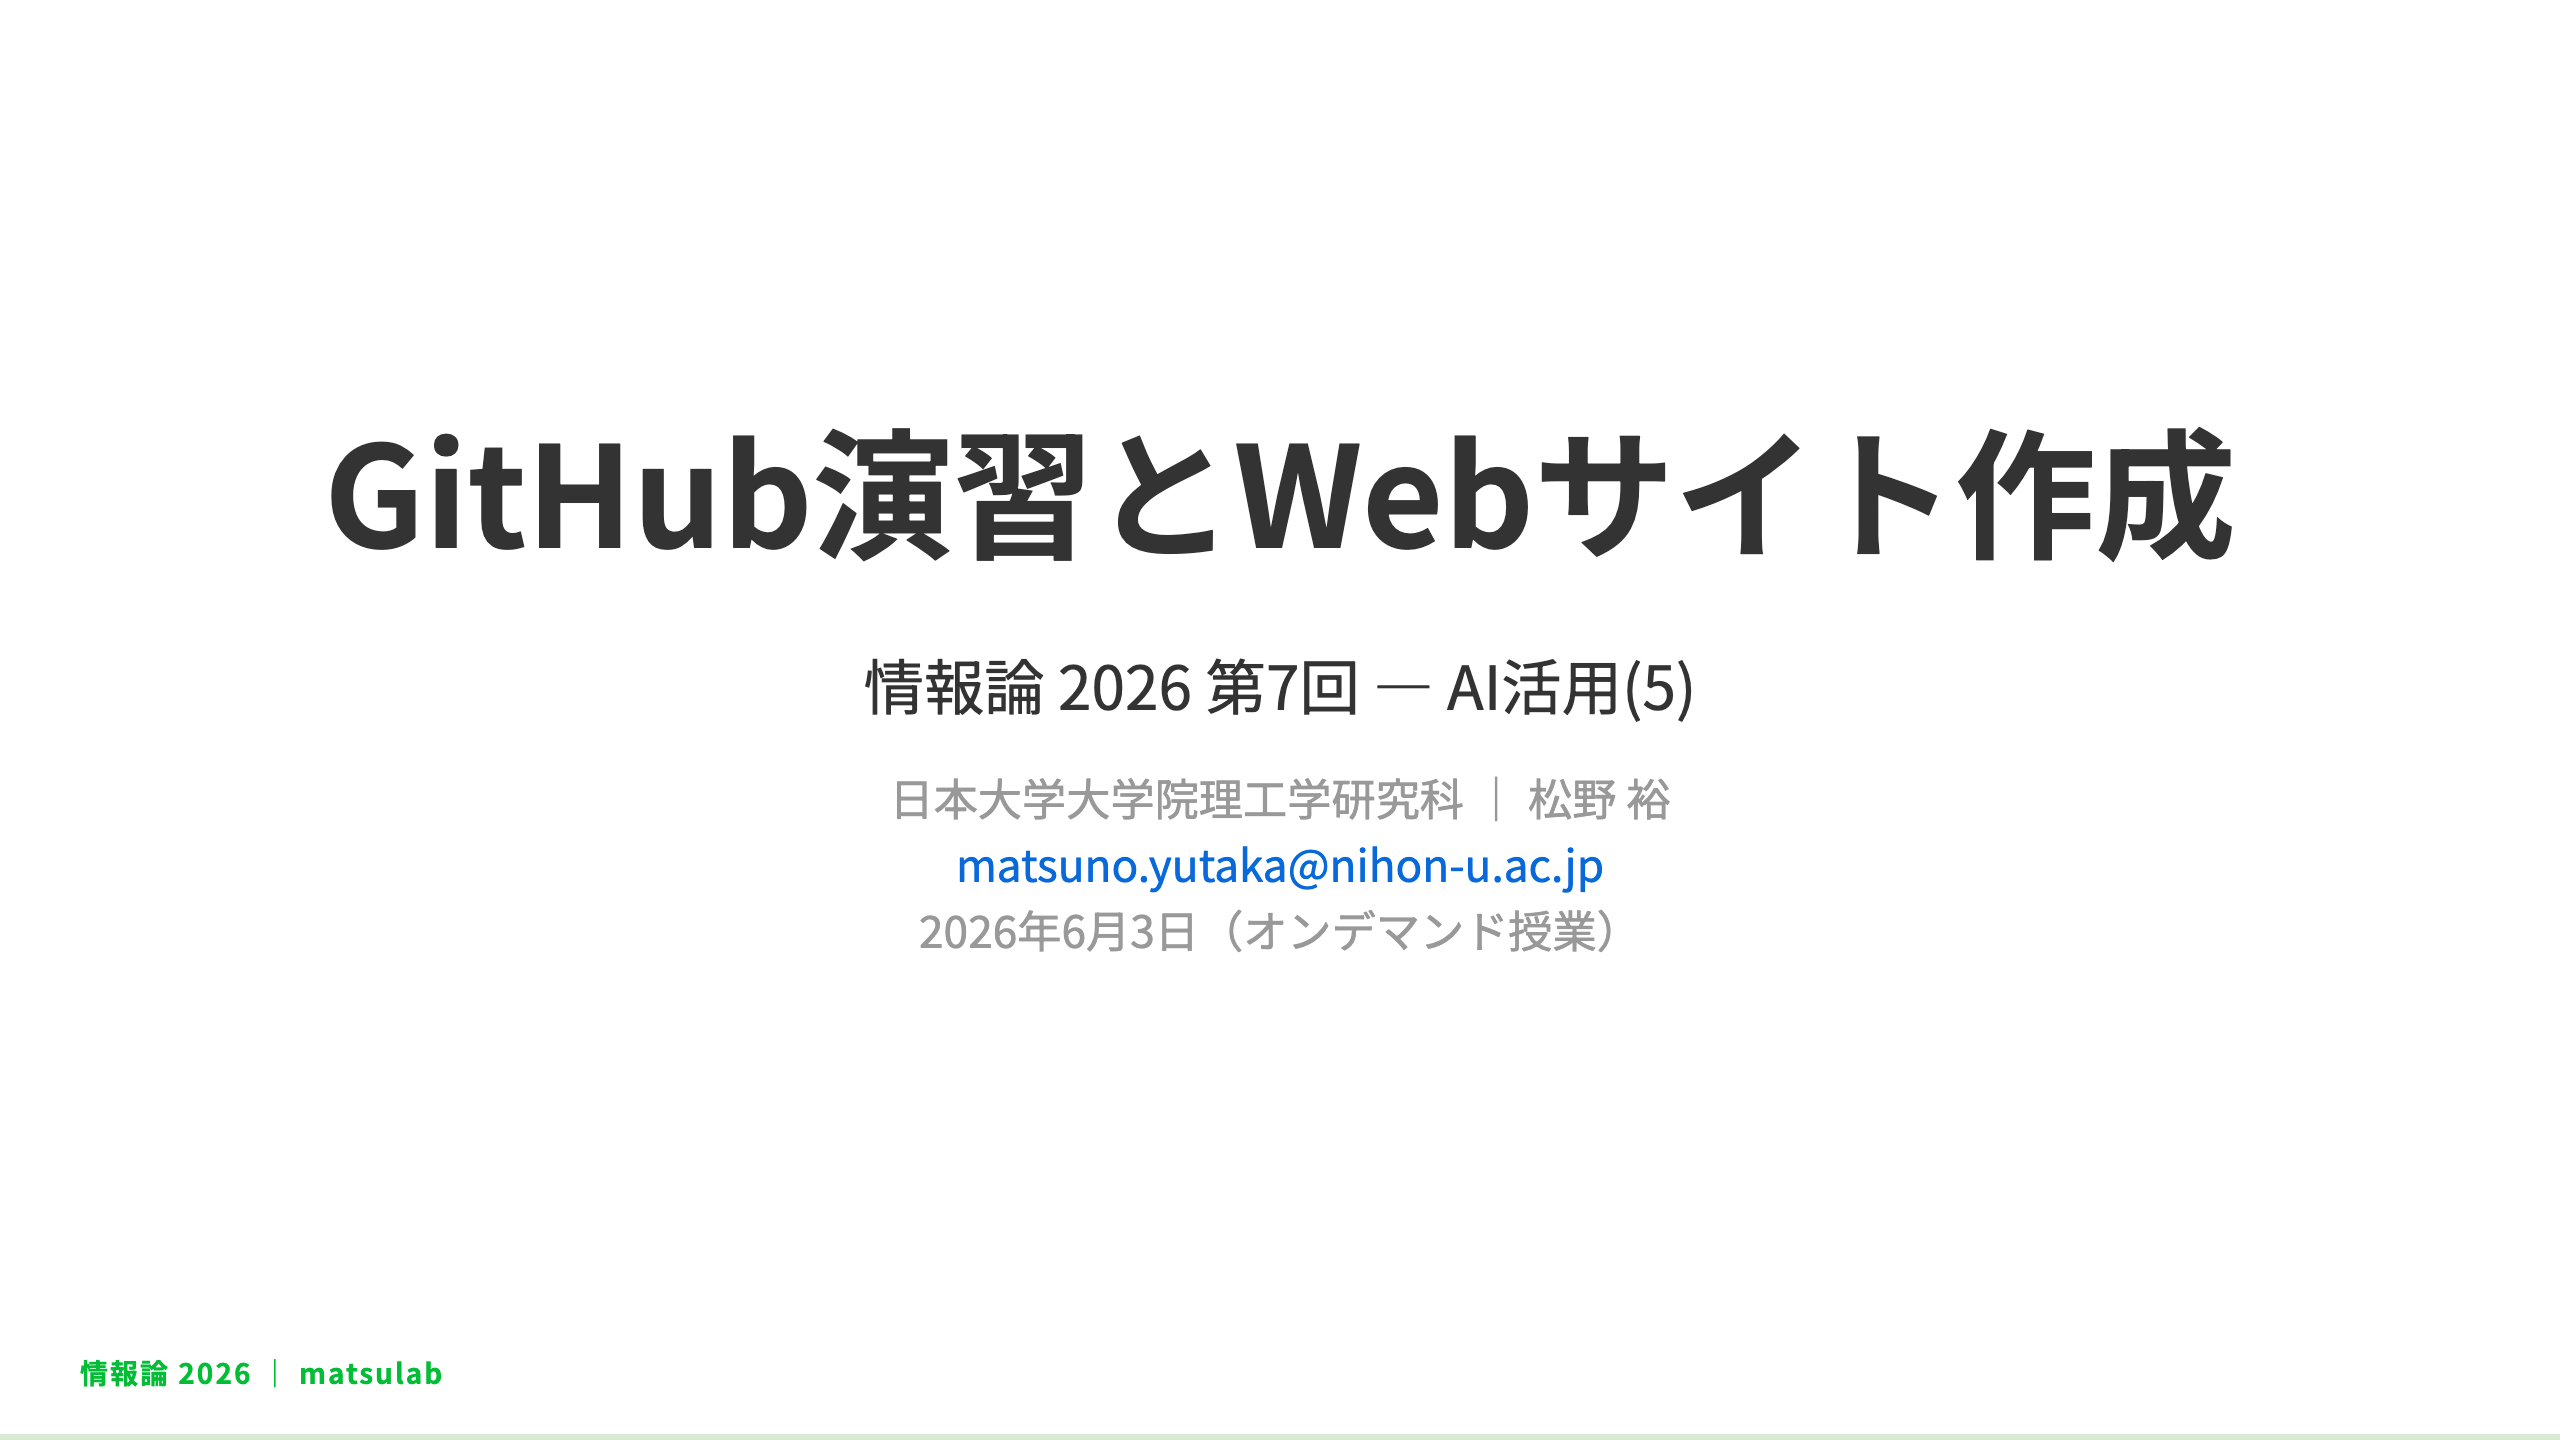 GitHub演習とWebサイト作成
情報論 2026 第7回 — AI活用(5)
日本大学大学院理工学研究科 ｜ 松野 裕
matsuno.yutaka@nihon-u.ac.jp
2026年6月3日（オンデマンド授業）
情報論 2026 ｜ matsulab